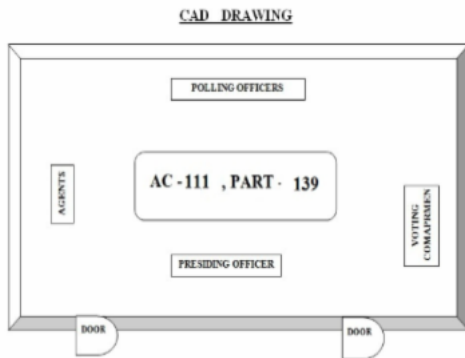 CAD DRAWING
POLLING OFFICERS
AGENTS
AC -111 , PART - 139
VOTING
COMAPRMEN
PRESIDING OFFICER
DOOR
DOOR